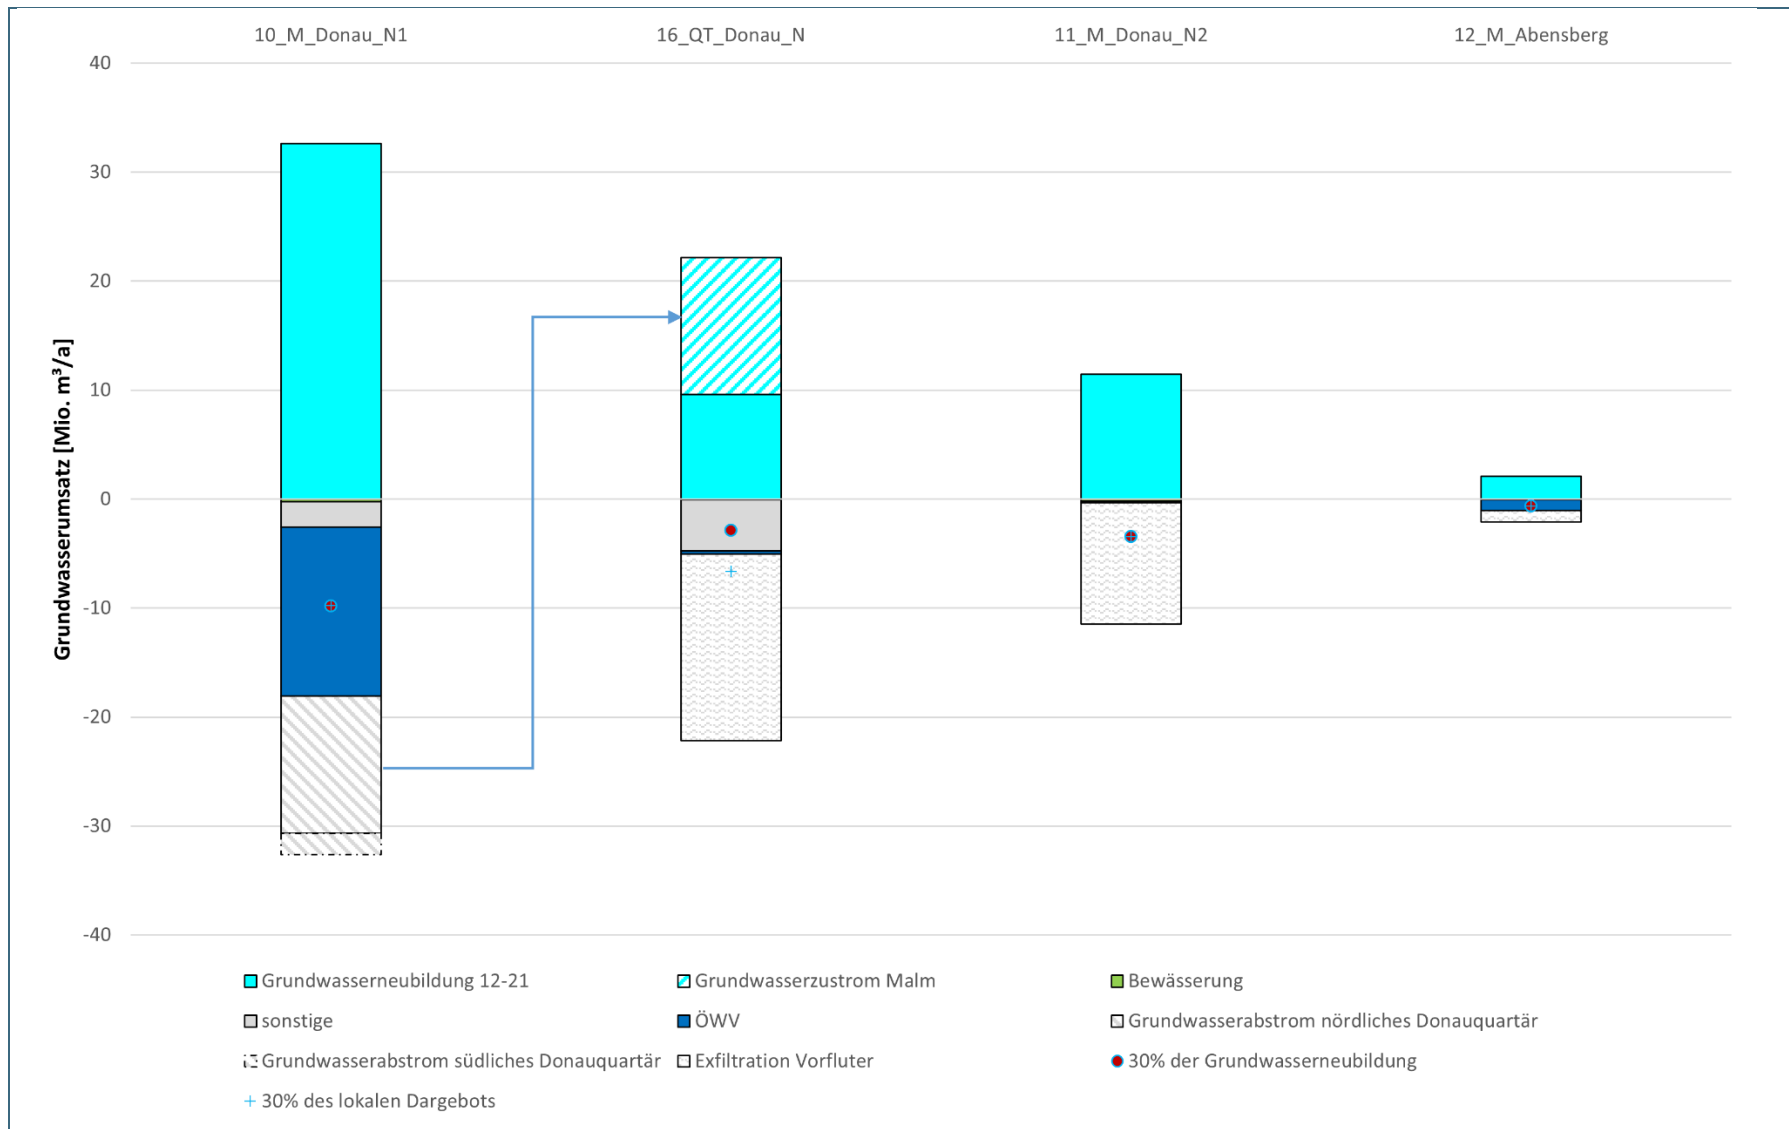 10_M_Donau_N1 16_QT_Donau_N 11_M_Donau_N2 12_M_Abensberg
40
30
20
10
0
-10
-20
-30
-40
Grundwasserumsatz [Mio. m³/a]
Grundwasserneubildung 12-21 Grundwasserzustrom Malm Bewässerung
sonstige ÖWV Grundwasserabstrom nördliches Donauquartär
Grundwasserabstrom südliches Donauquartär Exfiltration Vorfluter 30% der Grundwasserneubildung
30% des lokalen Dargebots